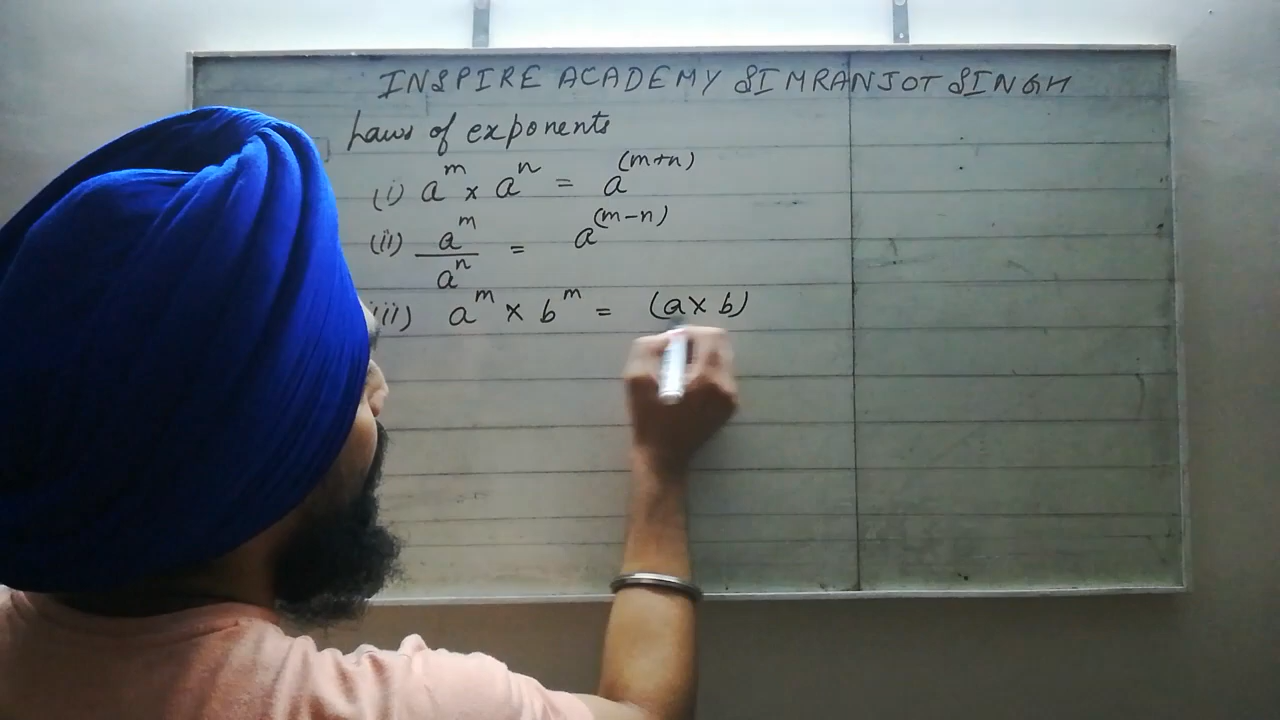 INSPIRE ACADEMY SIMRANJOT SINGH
Laws of exponents
(i) a^m × a^n = a^(m+n)
(ii) a^m / a^n = a^(m-n)
(iii) a^m × b^m = (a× b)